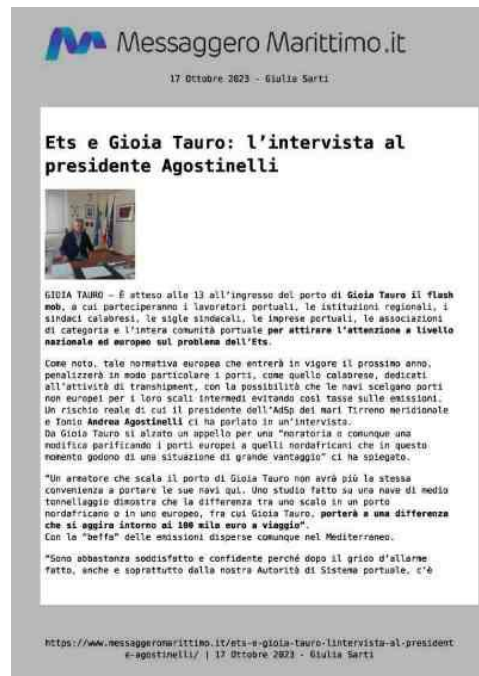 Messaggero Marittimo.it
17 Ottobre 2023 - Giulia Sarti
Ets e Gioia Tauro: l'intervista al
presidente Agostinelli
GIOIA TAURO – È atteso alle 13 all'ingresso del porto di Gioia Tauro il flash
mob, a cui parteciperanno i lavoratori portuali, le istituzioni regionali, i
sindaci calabresi, le sigle sindacali, le imprese portuali, le associazioni
di categoria e l'intera comunità portuale per attirare l'attenzione a livello
nazionale ed europeo sul problema dell'Ets.
Come noto, tale normativa europea che entrerà in vigore il prossimo anno,
penalizzerà in modo particolare i porti, come quello calabrese, dedicati
all'attività di transhipment, con la possibilità che le navi scelgano porti
non europei per i loro scali intermedi evitando così tasse sulle emissioni.
Un rischio reale di cui il presidente dell'AdSp dei mari Tirreno meridionale
e Ionio Andrea Agostinelli ci ha parlato in un'intervista.
Da Gioia Tauro si alzato un appello per una "moratoria o comunque una
modifica parificando i porti europei a quelli nordafricani che in questo
momento godono di una situazione di grande vantaggio" ci ha spiegato.
"Un armatore che scala il porto di Gioia Tauro non avrà più la stessa
convenienza a portare le sue navi qui. Uno studio fatto su una nave di medio
tonnellaggio dimostra che la differenza tra uno scalo in un porto
nordafricano o in uno europeo, fra cui Gioia Tauro, porterà a una differenza
che si aggira intorno ai 100 mila euro a viaggio".
Con la "beffa" delle emissioni disperse comunque nel Mediterraneo.
"Sono abbastanza soddisfatto e confidente perché dopo il grido d'allarme
fatto, anche e soprattutto dalla nostra Autorità di Sistema portuale, c'è
https://www.messaggeromarittimo.it/ets-e-gioia-tauro-lintervista-al-president
e-agostinelli/ | 17 Ottobre 2023 - Giulia Sarti